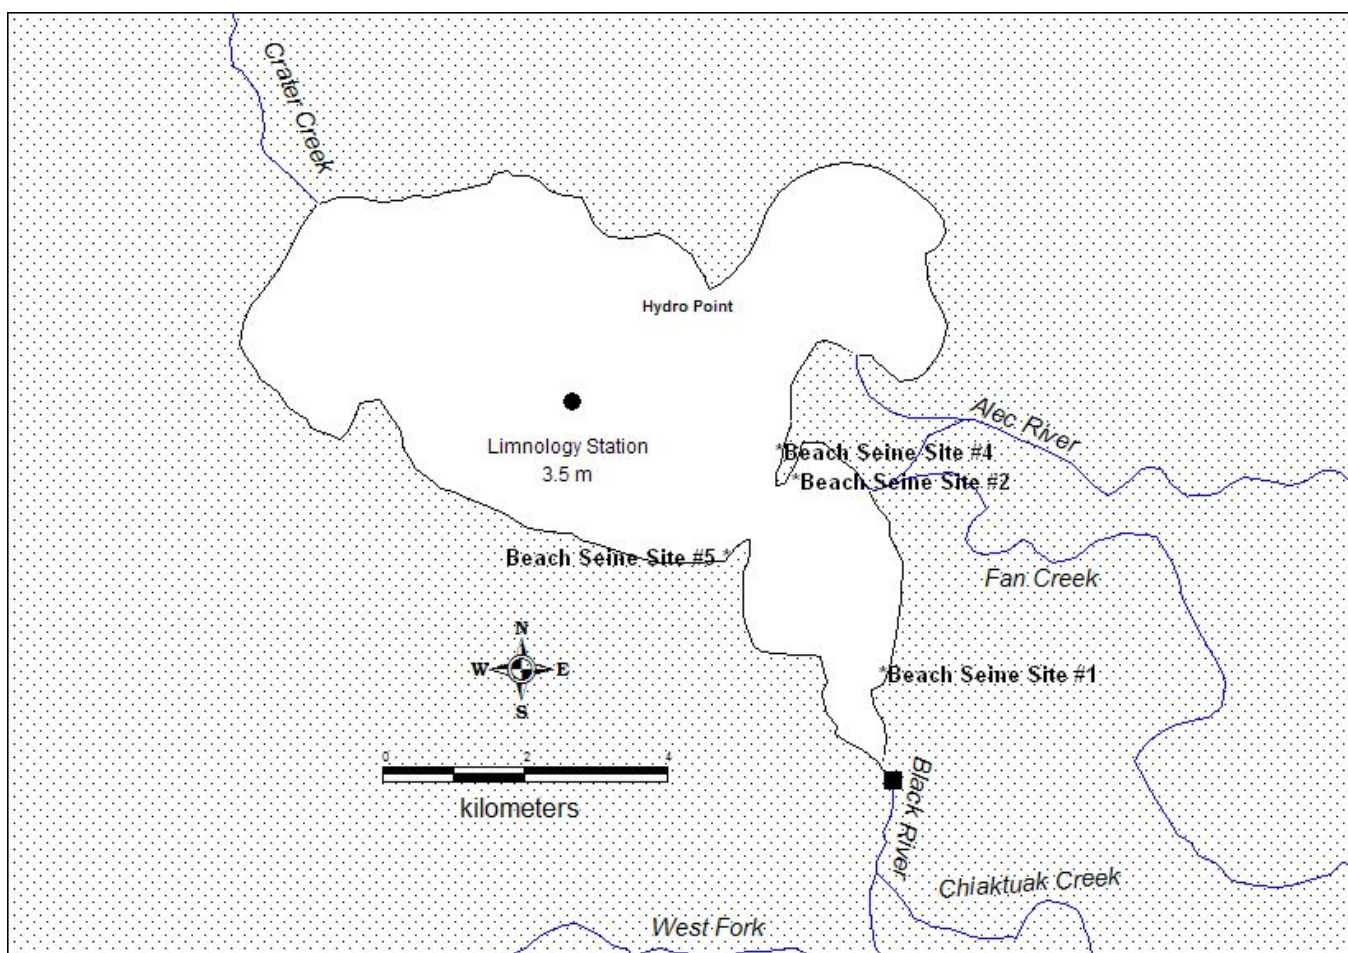 Crater Creek
Hydro Point
Alec River
Limnology Station
3.5 m
*Beach Seine Site #4
*Beach Seine Site #2
Beach Seine Site #5 *
Fan Creek
N
W E
S
*Beach Seine Site #1
0 2 4
kilometers
Black River
Chiaktuak Creek
West Fork